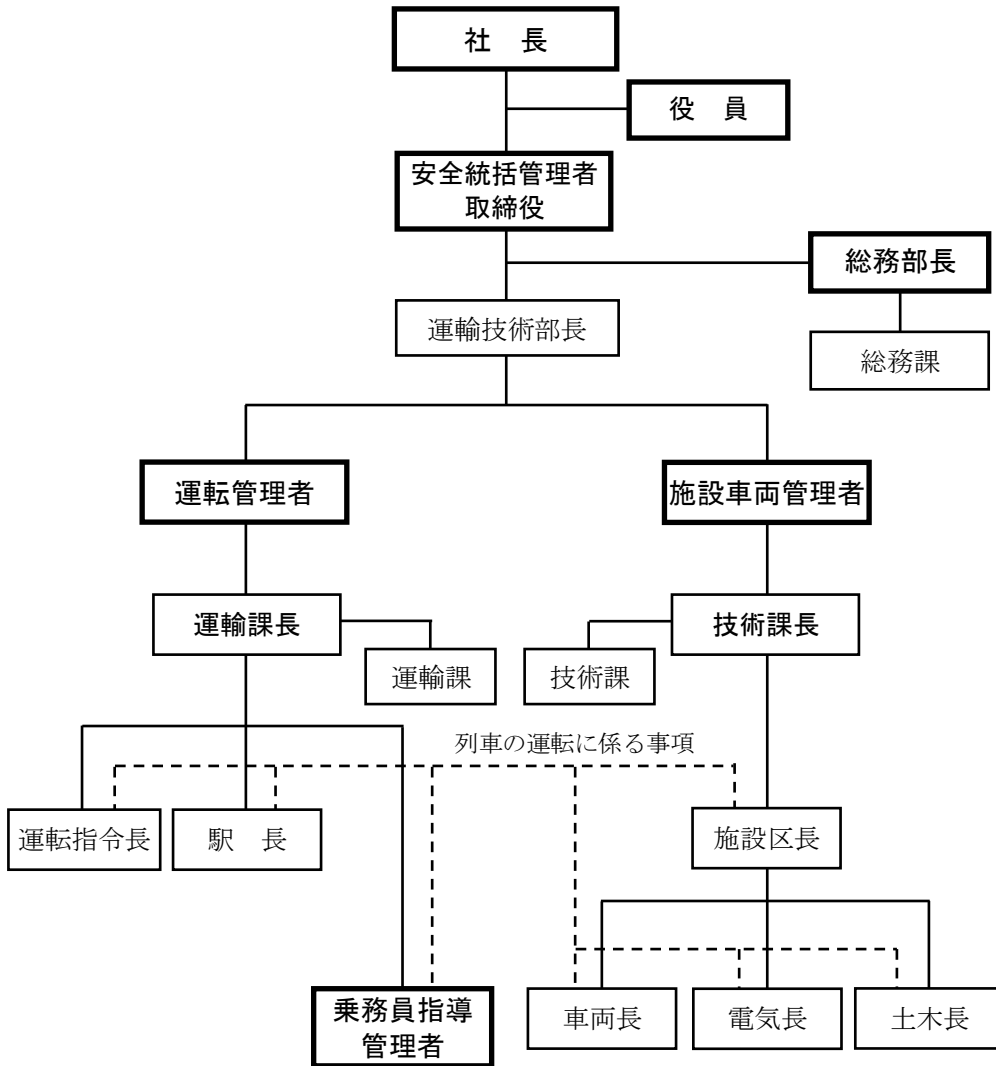 社　長
役　員
安全統括管理者
取締役
総務部長
運輸技術部長
総務課
運転管理者
施設車両管理者
運輸課長
技術課長
運輸課
技術課
列車の運転に係る事項
運転指令長
駅　長
施設区長
乗務員指導
管理者
車両長
電気長
土木長